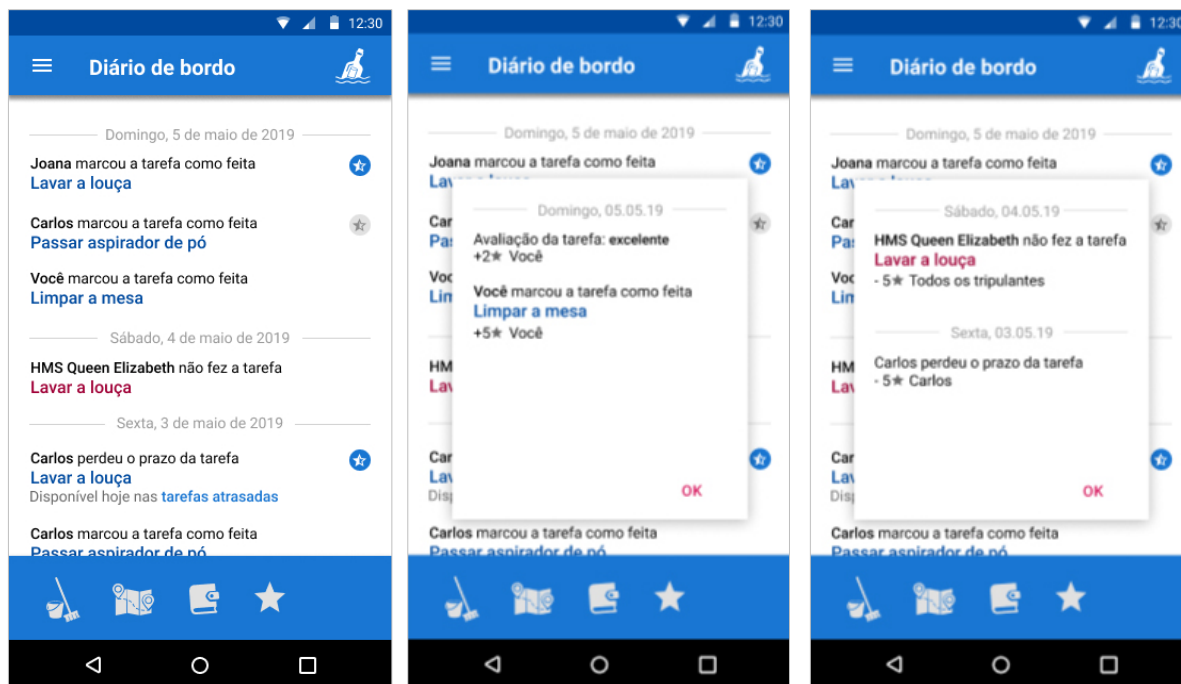 12:30
Diário de bordo
Domingo, 5 de maio de 2019
Joana marcou a tarefa como feita
Lavar a louça
Carlos marcou a tarefa como feita
Passar aspirador de pó
Você marcou a tarefa como feita
Limpar a mesa
Sábado, 4 de maio de 2019
HMS Queen Elizabeth não fez a tarefa
Lavar a louça
Sexta, 3 de maio de 2019
Carlos perdeu o prazo da tarefa
Lavar a louça
Disponível hoje nas tarefas atrasadas
Carlos marcou a tarefa como feita
Passar aspirador de pó
12:30
Diário de bordo
Domingo, 5 de maio de 2019
Joana marcou a tarefa como feita
Domingo, 05.05.19
Avaliação da tarefa: excelente
+2★ Você
Você marcou a tarefa como feita
Limpar a mesa
+5★ Você
OK
Carlos marcou a tarefa como feita
Passar aspirador de pó
12:30
Diário de bordo
Domingo, 5 de maio de 2019
Joana marcou a tarefa como feita
Sábado, 04.05.19
HMS Queen Elizabeth não fez a tarefa
Lavar a louça
- 5★ Todos os tripulantes
Sexta, 03.05.19
Carlos perdeu o prazo da tarefa
- 5★ Carlos
OK
Carlos marcou a tarefa como feita
Passar aspirador de pó